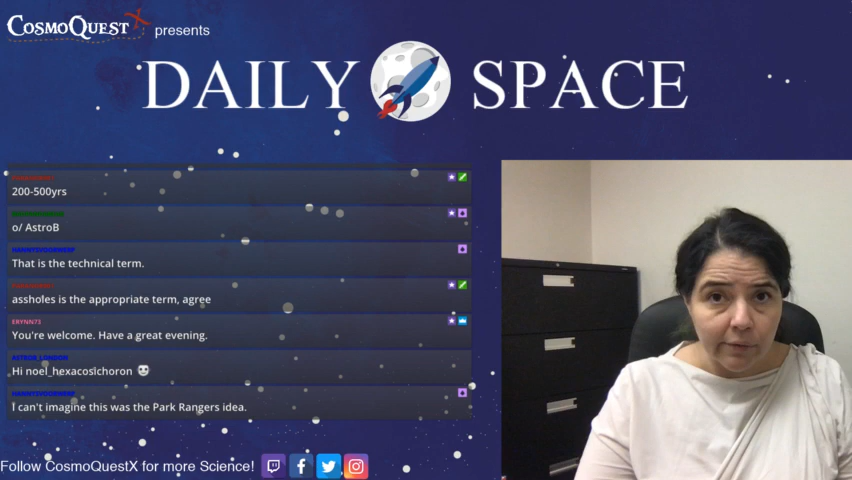 COSMOQUESTX presents
DAILY SPACE
200-500yrs
o/ AstroB
That is the technical term.
assholes is the appropriate term, agree
ERYNN73
You're welcome. Have a great evening.
ASTROB_LONDON
Hi noel_hexacosichoron
I can't imagine this was the Park Rangers idea.
Follow CosmoQuestX for more Science!